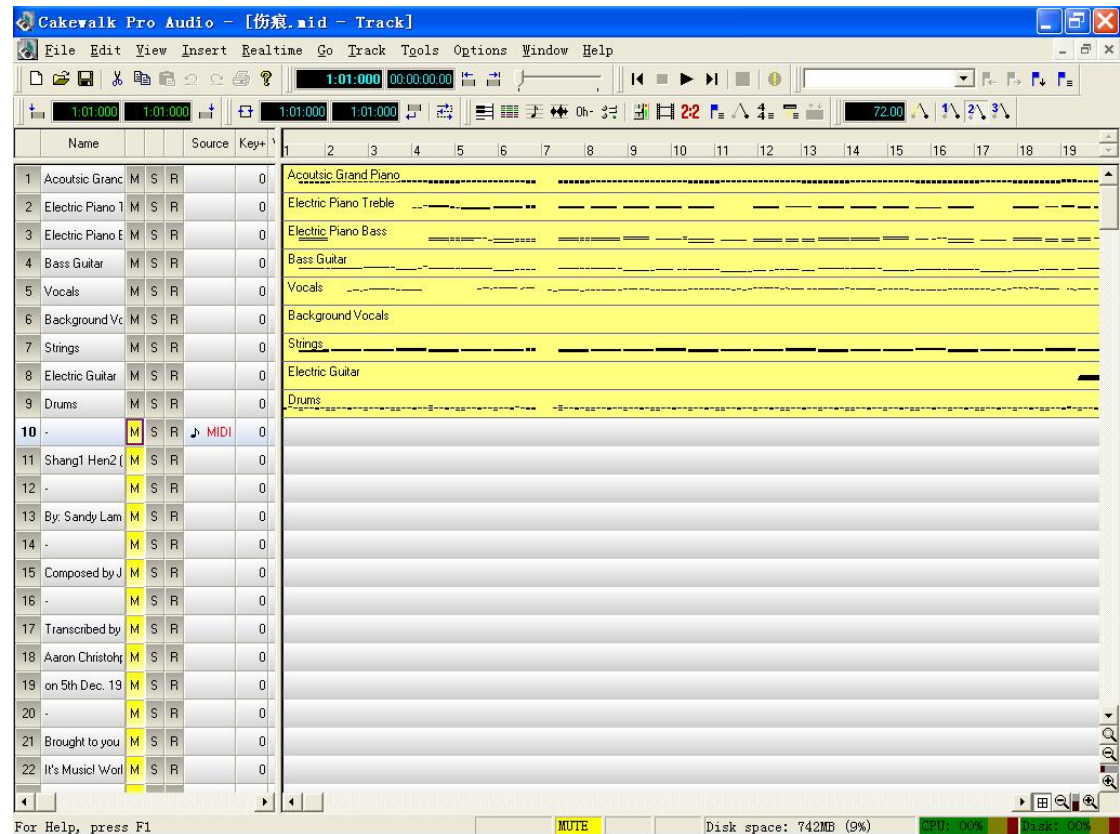 Cakewalk Pro Audio - [伤痕.mid - Track]
File Edit View Insert Realtime Go Track Tools Options Window Help
1:01:000 00:00:00:00
1:01:000 1:01:000 1:01:000 1:01:000 2:2 72.00 1 2 3
Name Source Key+ 1 2 3 4 5 6 7 8 9 10 11 12 13 14 15 16 17 18 19
1 Acoutsic Granc M S R 0 Acoutsic Grand Piano
2 Electric Piano T M S R 0 Electric Piano Treble
3 Electric Piano E M S R 0 Electric Piano Bass
4 Bass Guitar M S R 0 Bass Guitar
5 Vocals M S R 0 Vocals
6 Background Vc M S R 0 Background Vocals
7 Strings M S R 0 Strings
8 Electric Guitar M S R 0 Electric Guitar
9 Drums M S R 0 Drums
10 - M S R MIDI 0
11 Shang1 Hen2 ( M S R 0
12 - M S R 0
13 By: Sandy Lam M S R 0
14 - M S R 0
15 Composed by J M S R 0
16 - M S R 0
17 Transcribed by M S R 0
18 Aaron Christohp M S R 0
19 on 5th Dec. 19 M S R 0
20 - M S R 0
21 Brought to you M S R 0
22 It's Music! Worl M S R 0
For Help, press F1 MUTE Disk space: 742MB (9%) CPU: 00% Disk: 00%